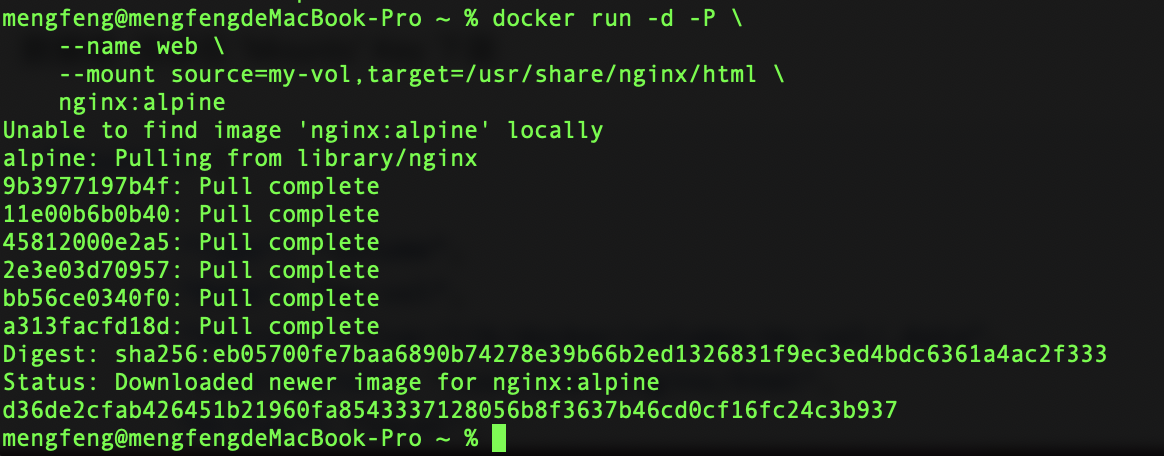 mengfeng@mengfengdeMacBook-Pro ~ % docker run -d -P \
    --name web \
    --mount source=my-vol,target=/usr/share/nginx/html \
    nginx:alpine
Unable to find image 'nginx:alpine' locally
alpine: Pulling from library/nginx
9b3977197b4f: Pull complete
11e00b6b0b40: Pull complete
45812000e2a5: Pull complete
2e3e03d70957: Pull complete
bb56ce0340f0: Pull complete
a313facfd18d: Pull complete
Digest: sha256:eb05700fe7baa6890b74278e39b66b2ed1326831f9ec3ed4bdc6361a4ac2f333
Status: Downloaded newer image for nginx:alpine
d36de2cfab426451b21960fa8543337128056b8f3637b46cd0cf16fc24c3b937
mengfeng@mengfengdeMacBook-Pro ~ %